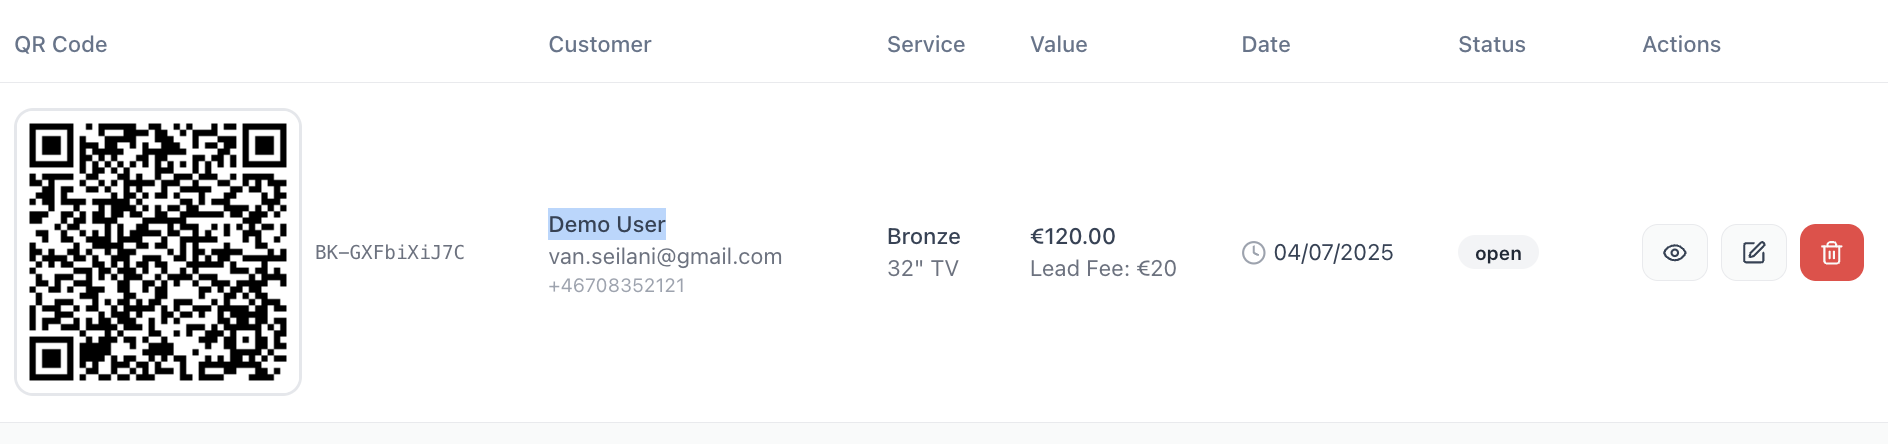 QR Code Customer Service Value Date Status Actions
BK-GXFbiXiJ7C
Demo User
van.seilani@gmail.com
+46708352121
Bronze
32" TV
€120.00
Lead Fee: €20
04/07/2025
open